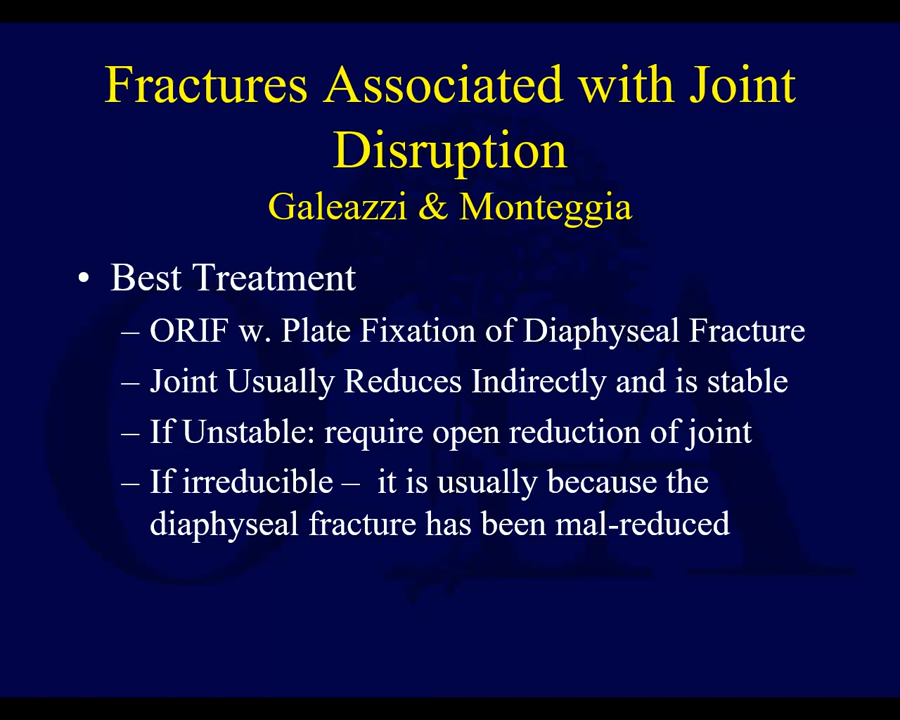 Fractures Associated with Joint
Disruption
Galeazzi & Monteggia
• Best Treatment
– ORIF w. Plate Fixation of Diaphyseal Fracture
– Joint Usually Reduces Indirectly and is stable
– If Unstable: require open reduction of joint
– If irreducible – it is usually because the
diaphyseal fracture has been mal-reduced
OTA